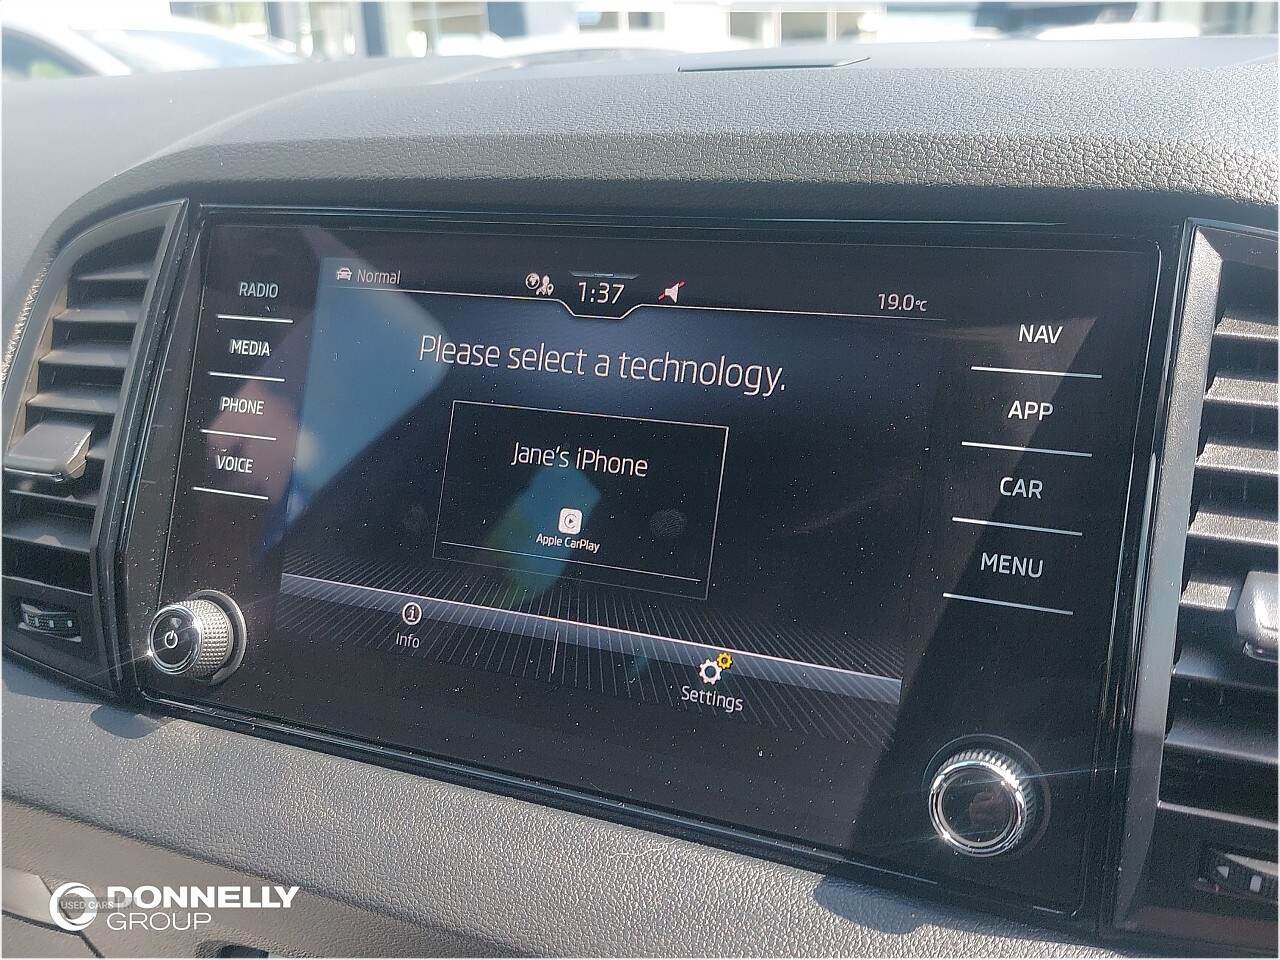 RADIO
MEDIA
PHONE
VOICE
Normal
1:37
19.0°C
Please select a technology.
Jane's iPhone
Apple CarPlay
Info
Settings
NAV
APP
CAR
MENU
USED CARS NI
DONNELLY
GROUP